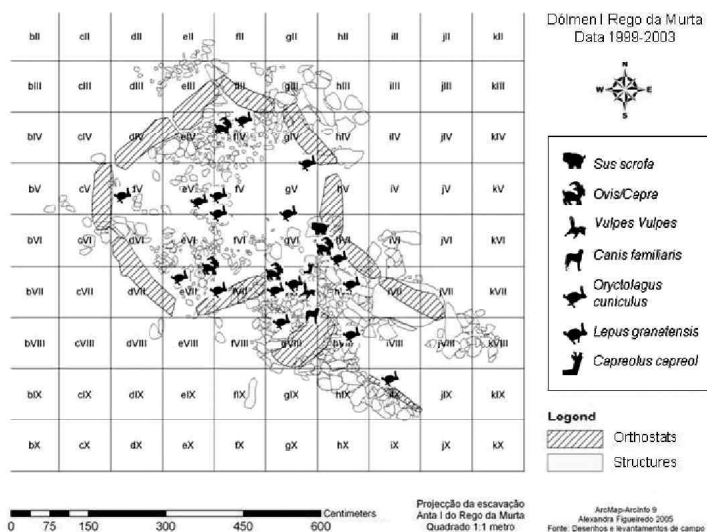 Dólmen I Rego da Murta
Data 1999-2003
N
W E
S
bII cII dII eII fII gII hII iII jII kII
bIII cIII dIII eIII fIII gIII hIII iIII jIII kIII
bIV cIV dIV eIV fIV gIV hIV iIV jIV kIV
bV cV fV gV hV iV jV kV
bVI cVI dVI eVI fVI gVI iVI jVI kVI
bVII cVII dVII eVII fVII gVII iVII jVII kVII
bVIII cVIII dVIII eVIII fVIII gVIII iVIII jVIII kVIII
bIX cIX dIX eIX fIX gIX hIX jIX kIX
bX cX dX eX fX gX hX iX jX kX
Sus scrofa
Ovis/Capra
Vulpes Vulpes
Canis familiaris
Oryctolagus
cuniculus
Lepus granatensis
Capreolus capreol
Legend
Orthostats
Structures
Centimeters
0 75 150 300 450 600
Projecção da escavação
Anta I do Rego da Murta
Quadrado 1:1 metro
ArcMap-ArcInfo 9
Alexandra Figueiredo 2005
Fonte: Desenhos e levantamentos de campo